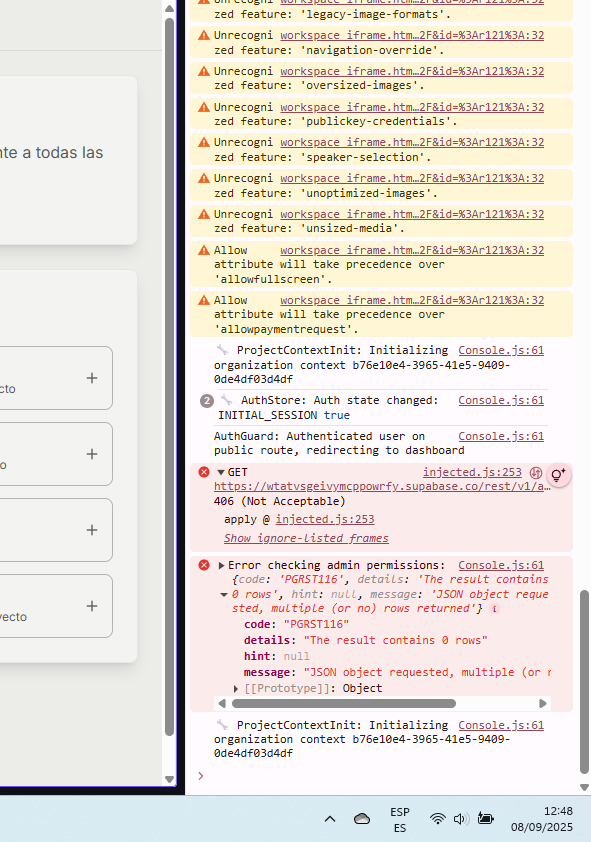 nte a todas las
ecto
o
yecto
Unrecogni workspace iframe.htm…2F&id=%3Ar121%3A:32
zed feature: 'legacy-image-formats'.
Unrecogni workspace iframe.htm…2F&id=%3Ar121%3A:32
zed feature: 'navigation-override'.
Unrecogni workspace iframe.htm…2F&id=%3Ar121%3A:32
zed feature: 'oversized-images'.
Unrecogni workspace iframe.htm…2F&id=%3Ar121%3A:32
zed feature: 'publickey-credentials'.
Unrecogni workspace iframe.htm…2F&id=%3Ar121%3A:32
zed feature: 'speaker-selection'.
Unrecogni workspace iframe.htm…2F&id=%3Ar121%3A:32
zed feature: 'unoptimized-images'.
Unrecogni workspace iframe.htm…2F&id=%3Ar121%3A:32
zed feature: 'unsized-media'.
Allow workspace iframe.htm…2F&id=%3Ar121%3A:32
attribute will take precedence over
'allowfullscreen'.
Allow workspace iframe.htm…2F&id=%3Ar121%3A:32
attribute will take precedence over
'allowpaymentrequest'.
ProjectContextInit: Initializing Console.js:61
organization context b76e10e4-3965-41e5-9409-
0de4df03d4df
2 AuthStore: Auth state changed: Console.js:61
INITIAL_SESSION true
AuthGuard: Authenticated user on Console.js:61
public route, redirecting to dashboard
GET injected.js:253
https://wtatvsgeivymcppowrfy.supabase.co/rest/v1/a…
406 (Not Acceptable)
apply @ injected.js:253
Show ignore-listed frames
Error checking admin permissions: Console.js:61
{code: 'PGRST116', details: 'The result contains
0 rows', hint: null, message: 'JSON object reque
sted, multiple (or no) rows returned'} i
code: "PGRST116"
details: "The result contains 0 rows"
hint: null
message: "JSON object requested, multiple (or r
[[Prototype]]: Object
ProjectContextInit: Initializing Console.js:61
organization context b76e10e4-3965-41e5-9409-
0de4df03d4df
ESP
ES
12:48
08/09/2025